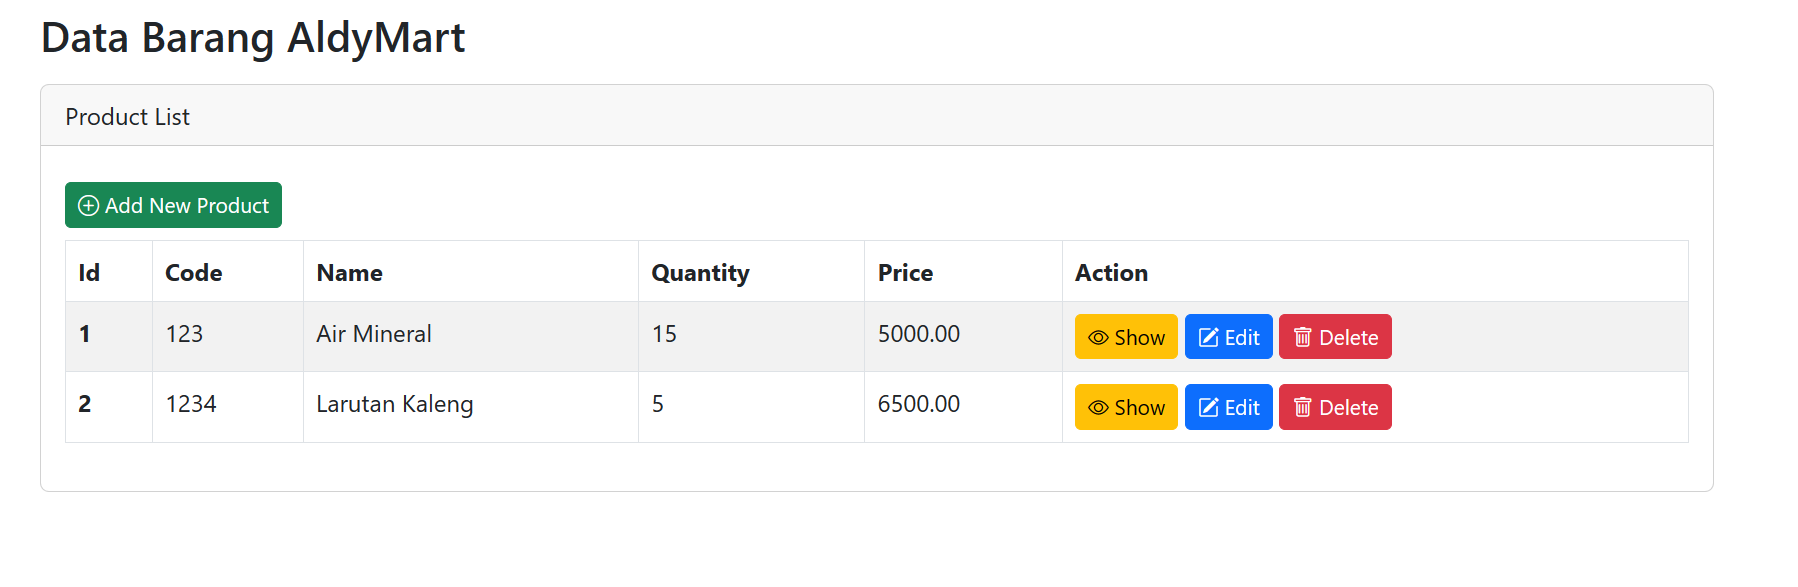 Data Barang AldyMart
Product List
Add New Product
Id Code Name Quantity Price Action
1 123 Air Mineral 15 5000.00 Show Edit Delete
2 1234 Larutan Kaleng 5 6500.00 Show Edit Delete